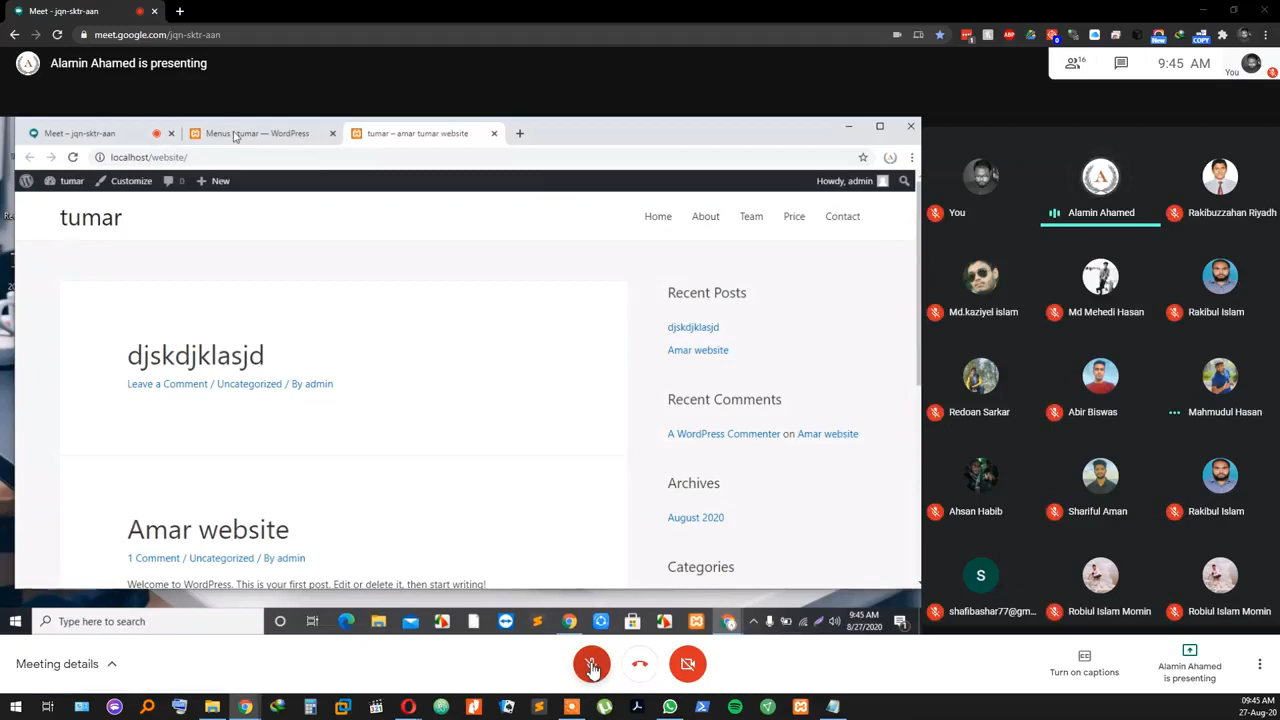 Meet - jqn-sktr-aan
meet.google.com/jqn-sktr-aan
New
COPY
Alamin Ahamed is presenting
16
9:45 AM
You
Meet – jqn-sktr-aan
Menus tumar — WordPress
tumar – amar tumar website
localhost/website/
tumar
Customize
0
New
Howdy, admin
tumar
Home
About
Team
Price
Contact
djskdjklasjd
Leave a Comment / Uncategorized / By admin
Amar website
1 Comment / Uncategorized / By admin
Welcome to WordPress. This is your first post. Edit or delete it, then start writing!
Recent Posts
djskdjklasjd
Amar website
Recent Comments
A WordPress Commenter on Amar website
Archives
August 2020
Categories
You
Alamin Ahamed
Rakibuzzahan Riyadh
Md.kaziyel islam
Md Mehedi Hasan
Rakibul Islam
Redoan Sarkar
Abir Biswas
Mahmudul Hasan
Ahsan Habib
Shariful Aman
Rakibul Islam
S
shafibashar77@gm...
Robiul Islam Momin
Robiul Islam Momin
Type here to search
9:45 AM
8/27/2020
Meeting details
Turn on captions
Alamin Ahamed
is presenting
09:45 AM
27-Aug-20